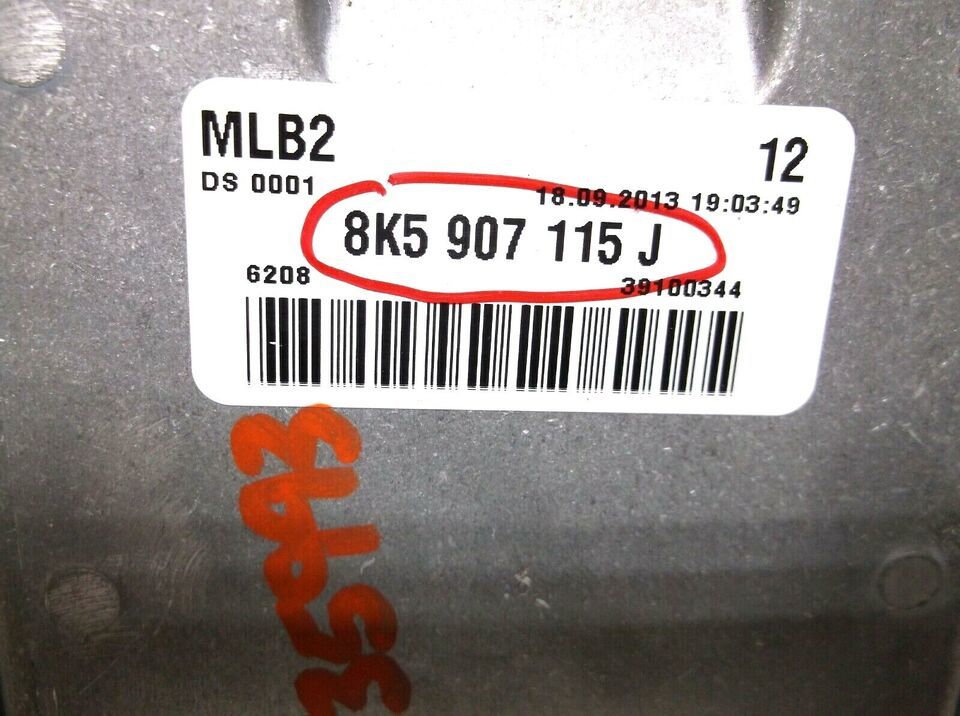 MLB2 12
DS 0001 18.09.2013 19:03:49
8K5 907 115 J
6208 39100344